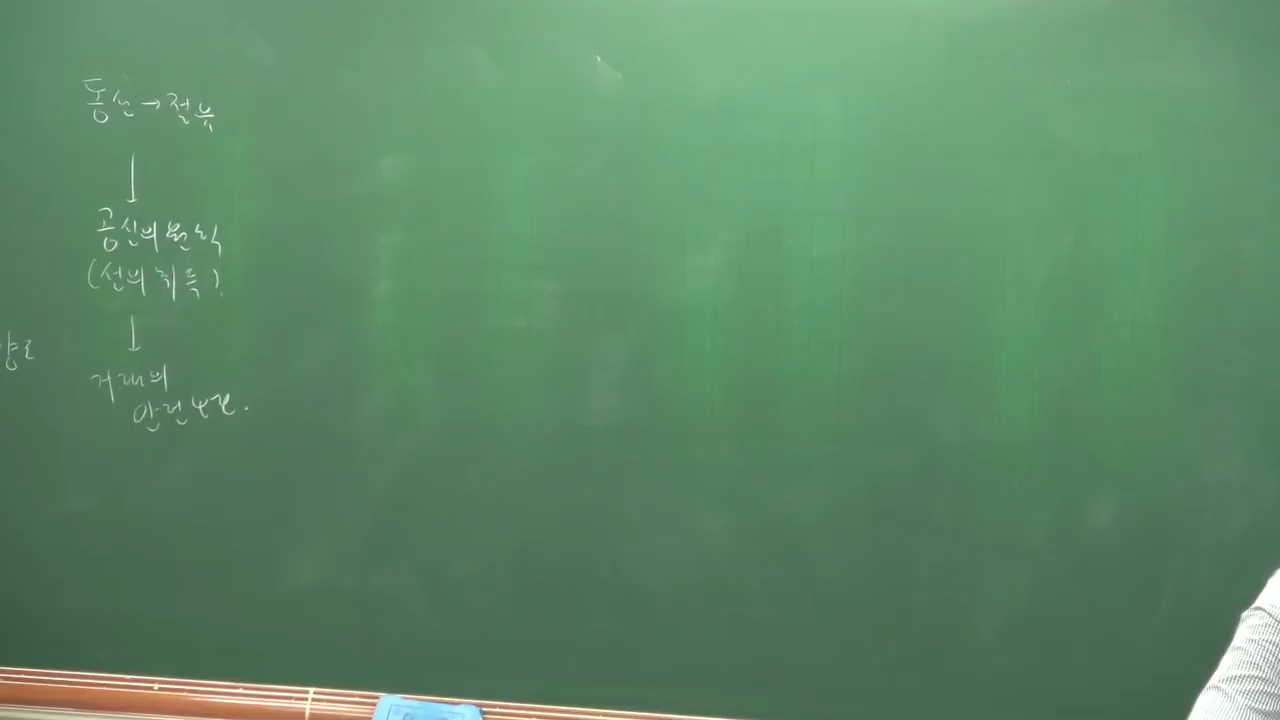 동산→점유
↓
공신의 원칙
(선의취득)
↓
거래의
안전보호.